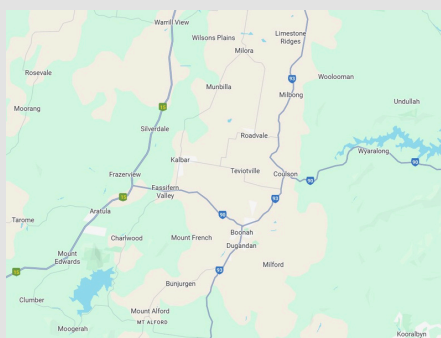 Warrill View
Wilsons Plains
Limestone
Ridges
Milora
Rosevale
Woolooman
93
Munbilla
Milbong
Undullah
Moorang
15
Silverdale
Roadvale
Wyaralong
90
Kalbar
Teviotville
Coulson
Frazerview
90
Fassifern
Valley
15
93
Aratula
90
Tarome
Boonah
Charlwood
Mount French
Dugandan
Mount
Edwards
Milford
15
93
Bunjurgen
Clumber
Mount Alford
MT ALFORD
Moogerah
Kooralbyn